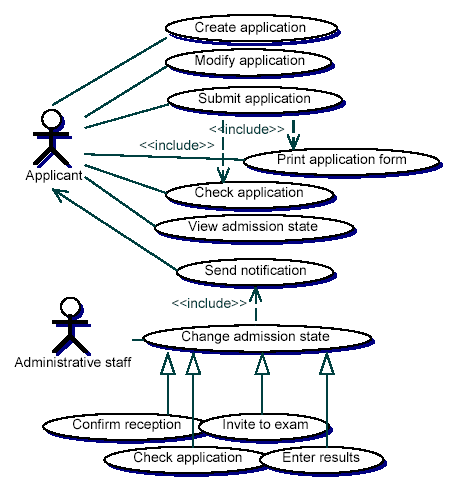 Create application
Modify application
Submit application
<<include>>
<<include>>
Print application form
Applicant
Check application
View admission state
Send notification
<<include>>
Change admission state
Administrative staff
Confirm reception
Invite to exam
Check application
Enter results